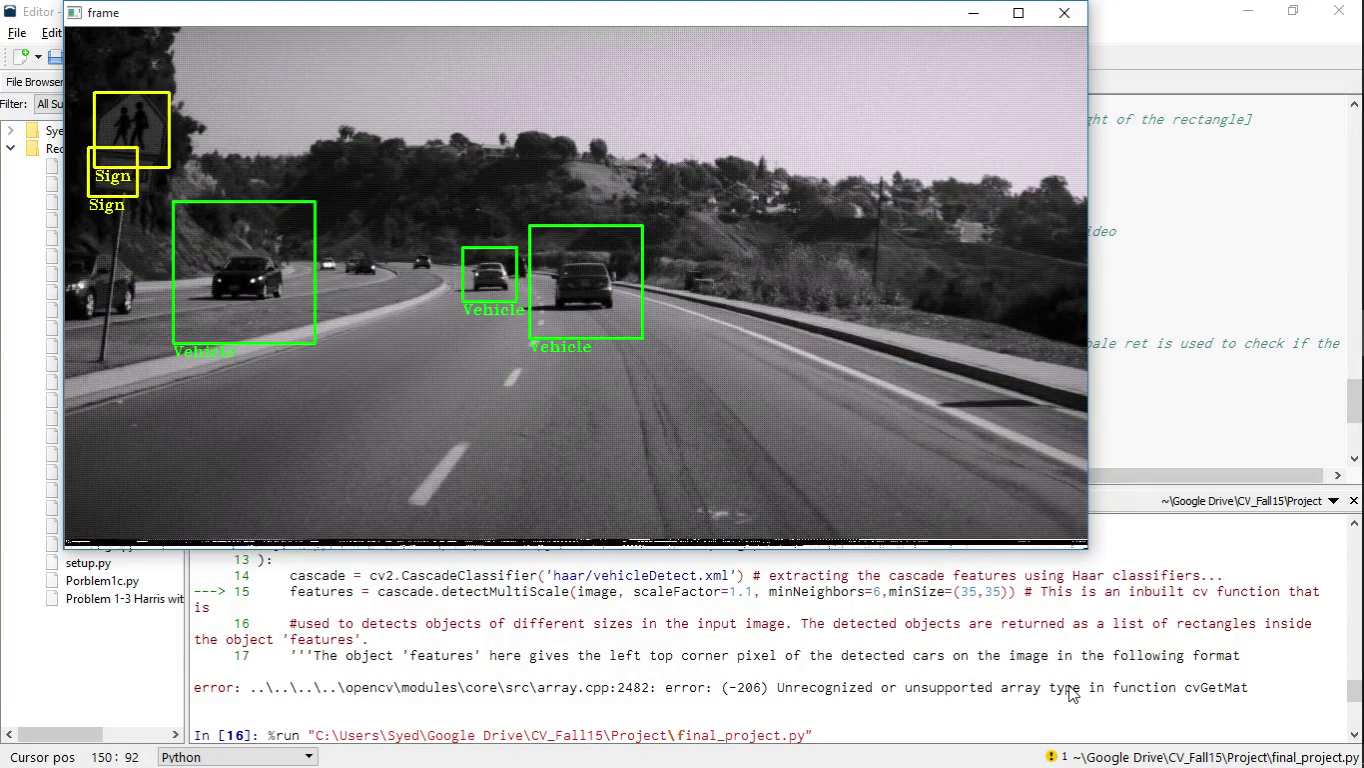 Editor -
frame
File
Edit
File Browser
Filter:
All Su
Sye
Rec
ght of the rectangle]
ideo
bale ret is used to check if the
Sign
Sign
Vehicle
Vehicle
Vehicle
~\Google Drive\CV_Fall15\Project
setup.py
Porblem1c.py
Problem 1-3 Harris wit
13 ):
14 cascade = cv2.CascadeClassifier('haar/vehicleDetect.xml') # extracting the cascade features using Haar classifiers...
---> 15 features = cascade.detectMultiScale(image, scaleFactor=1.1, minNeighbors=6,minSize=(35,35)) # This is an inbuilt cv function that
is
16 #used to detects objects of different sizes in the input image. The detected objects are returned as a list of rectangles inside
the object 'features'.
17 '''The object 'features' here gives the left top corner pixel of the detected cars on the image in the following format
error: ..\..\..\..\opencv\modules\core\src\array.cpp:2482: error: (-206) Unrecognized or unsupported array type in function cvGetMat
In [16]: %run "C:\Users\Syed\Google Drive\CV_Fall15\Project\final_project.py"
Cursor pos 150: 92 Python
1 ~\Google Drive\CV_Fall15\Project\final_project.py